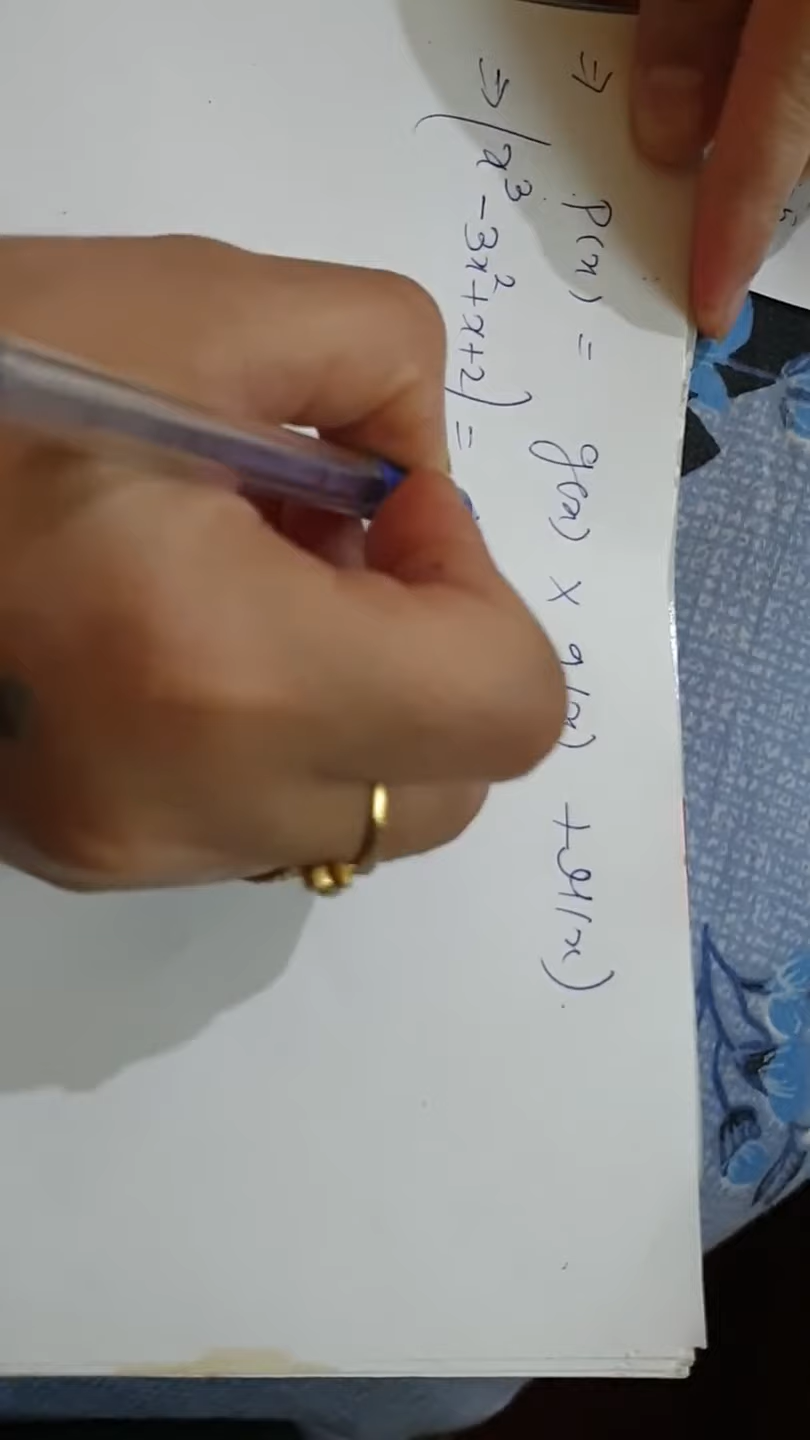 ⇒ p(x) = g(x) × q(x) + r(x).
⇒ (x³ - 3x² + x + 2) =